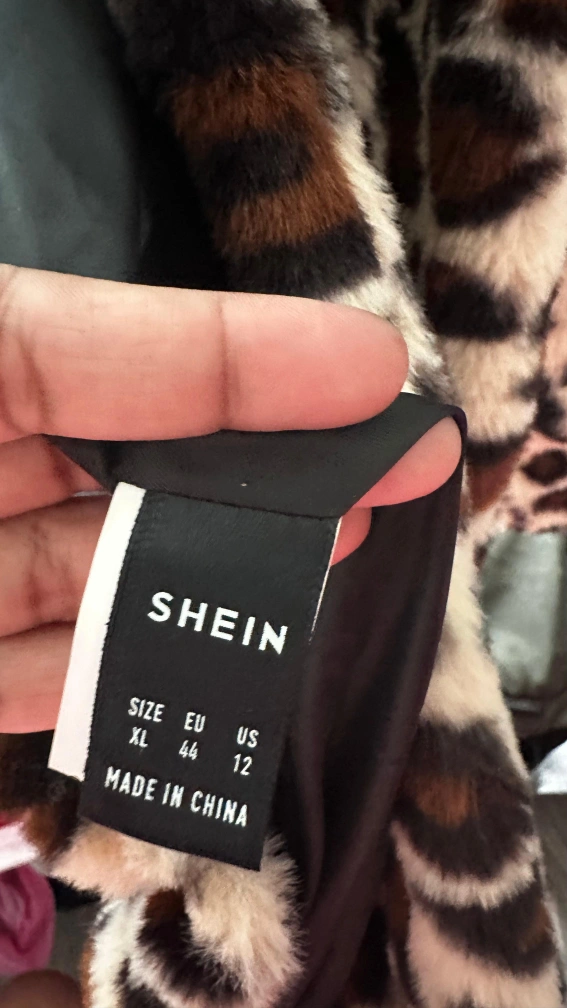 SHEIN
SIZE EU US
XL 44 12
MADE IN CHINA